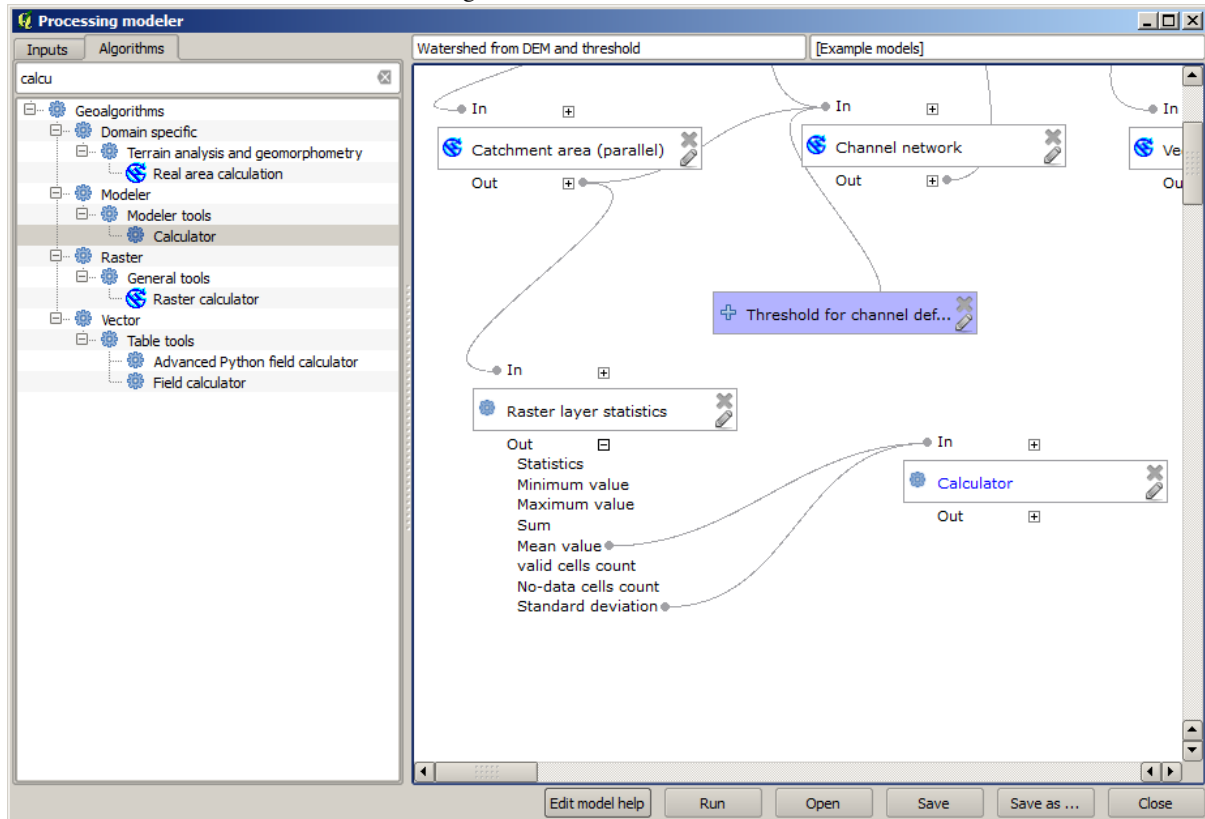 Processing modeler
Inputs Algorithms
Watershed from DEM and threshold [Example models]
calcu
Geoalgorithms
Domain specific
Terrain analysis and geomorphometry
Real area calculation
Modeler
Modeler tools
Calculator
Raster
General tools
Raster calculator
Vector
Table tools
Advanced Python field calculator
Field calculator
In
Catchment area (parallel)
Out
In
Channel network
Out
In
Ve
Ou
Threshold for channel def...
In
Raster layer statistics
Out
Statistics
Minimum value
Maximum value
Sum
Mean value
valid cells count
No-data cells count
Standard deviation
In
Calculator
Out
Edit model help Run Open Save Save as ... Close